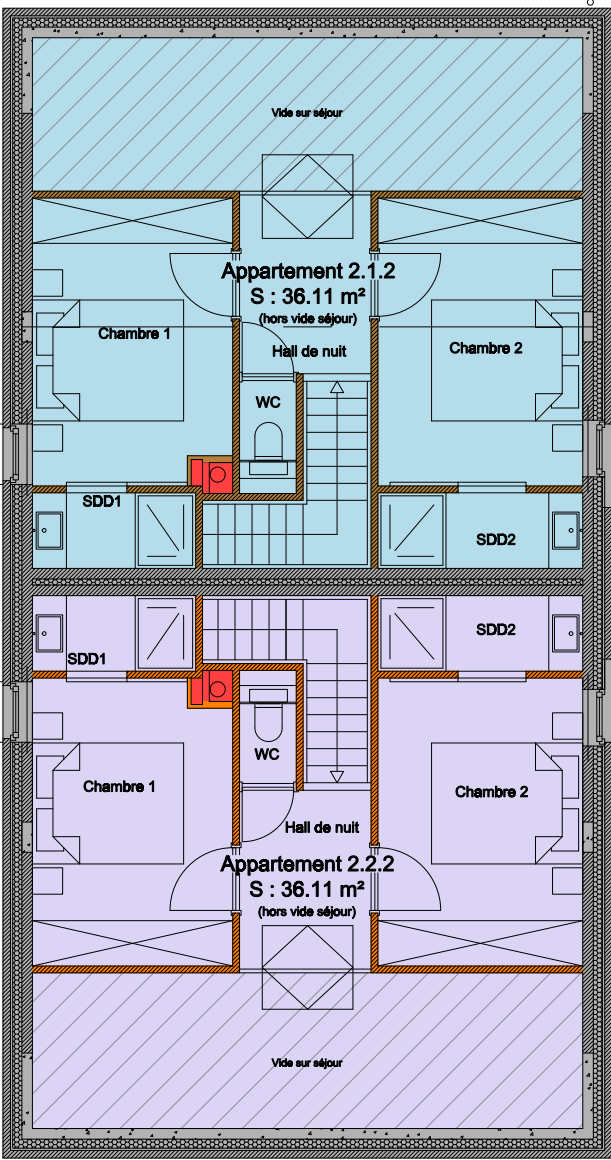 Vide sur séjour
Appartement 2.1.2
S : 36.11 m²
(hors vide séjour)
Chambre 1
Hall de nuit
Chambre 2
WC
SDD1
SDD2
SDD2
SDD1
WC
Chambre 1
Chambre 2
Hall de nuit
Appartement 2.2.2
S : 36.11 m²
(hors vide séjour)
Vide sur séjour